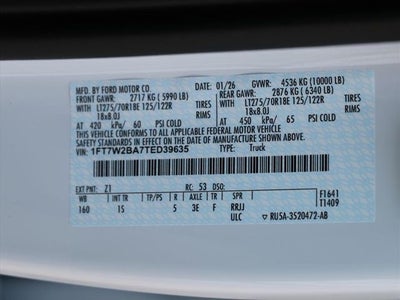 MFD. BY FORD MOTOR CO. 01/26 GVWR: 4536 KG (10000 LB)
FRONT GAWR: 2717 KG (5990 LB) REAR GAWR: 2876 KG (6340 LB)
WITH LT275/70R18E 125/122R TIRES WITH LT275/70R18E 125/122R TIRES
18x8.0J RIMS 18x8.0J RIMS
AT 420 kPa/ 60 PSI COLD AT 450 kPa/ 65 PSI COLD
THIS VEHICLE CONFORMS TO ALL APPLICABLE FEDERAL MOTOR VEHICLE
SAFETY STANDARDS IN EFFECT ON THE DATE OF MANUFACTURE SHOWN ABOVE.
VIN: 1FT7W2BA7TED39635 TYPE: Truck
EXT PNT: Z1 RC: 53 DSO: F1641
WB INT TR TP/PS R AXLE TR SPR T1409
160 1S 5 3E F RRJJ
ULC RU5A-3520472-AB